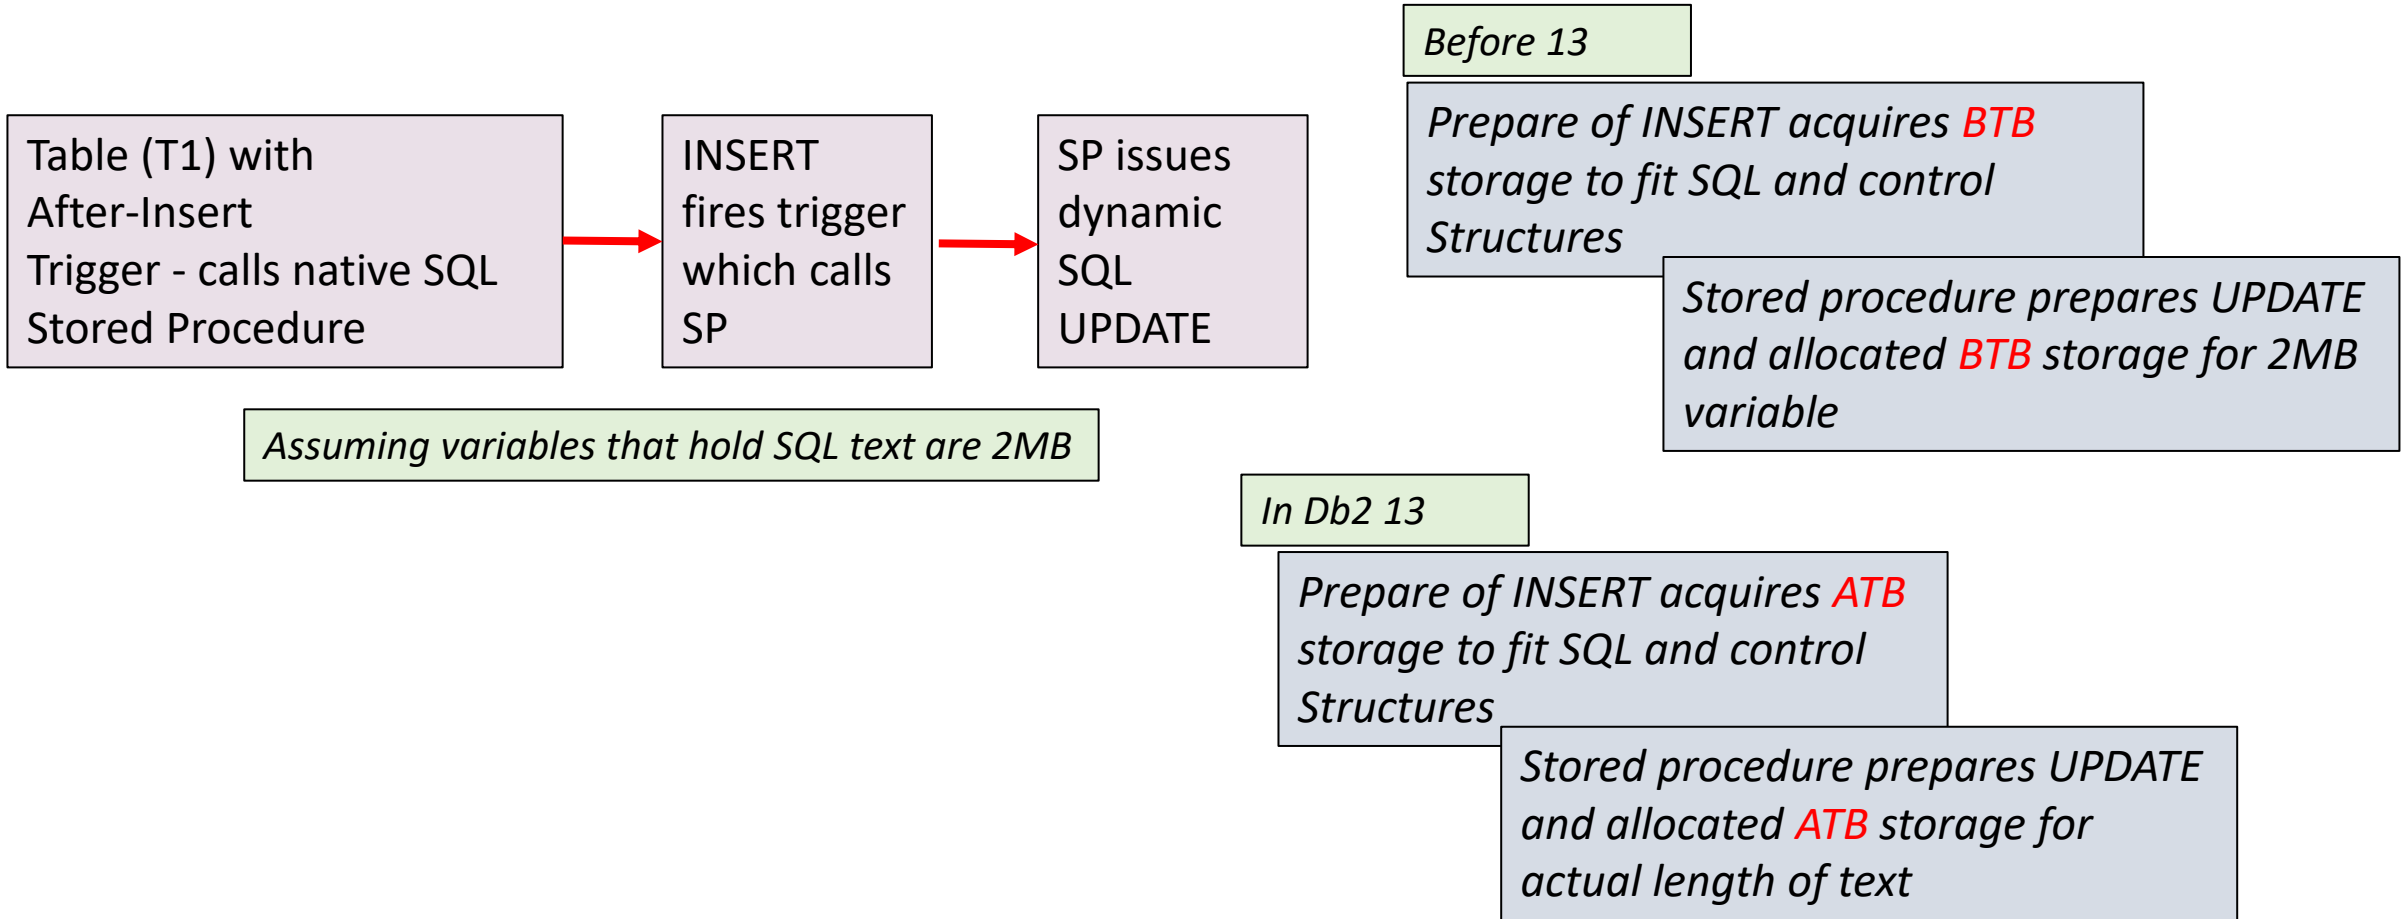 Table (T1) with
After-Insert
Trigger - calls native SQL
Stored Procedure
INSERT
fires trigger
which calls
SP
SP issues
dynamic
SQL
UPDATE
Assuming variables that hold SQL text are 2MB
Before 13
Prepare of INSERT acquires BTB
storage to fit SQL and control
Structures
Stored procedure prepares UPDATE
and allocated BTB storage for 2MB
variable
In Db2 13
Prepare of INSERT acquires ATB
storage to fit SQL and control
Structures
Stored procedure prepares UPDATE
and allocated ATB storage for
actual length of text